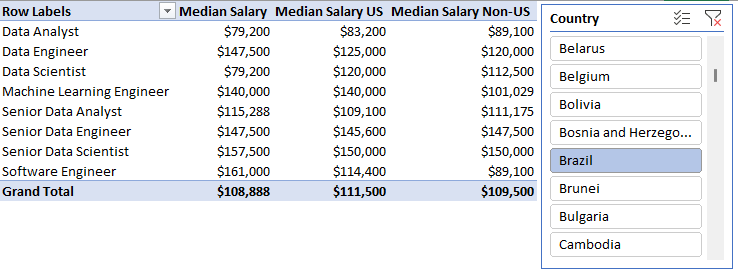 Row Labels Median Salary Median Salary US Median Salary Non-US
Data Analyst $79,200 $83,200 $89,100
Data Engineer $147,500 $125,000 $120,000
Data Scientist $79,200 $120,000 $112,500
Machine Learning Engineer $140,000 $140,000 $101,029
Senior Data Analyst $115,288 $109,100 $111,175
Senior Data Engineer $147,500 $145,600 $147,500
Senior Data Scientist $157,500 $150,000 $150,000
Software Engineer $161,000 $114,400 $89,100
Grand Total $108,888 $111,500 $109,500
Country
Belarus
Belgium
Bolivia
Bosnia and Herzego...
Brazil
Brunei
Bulgaria
Cambodia